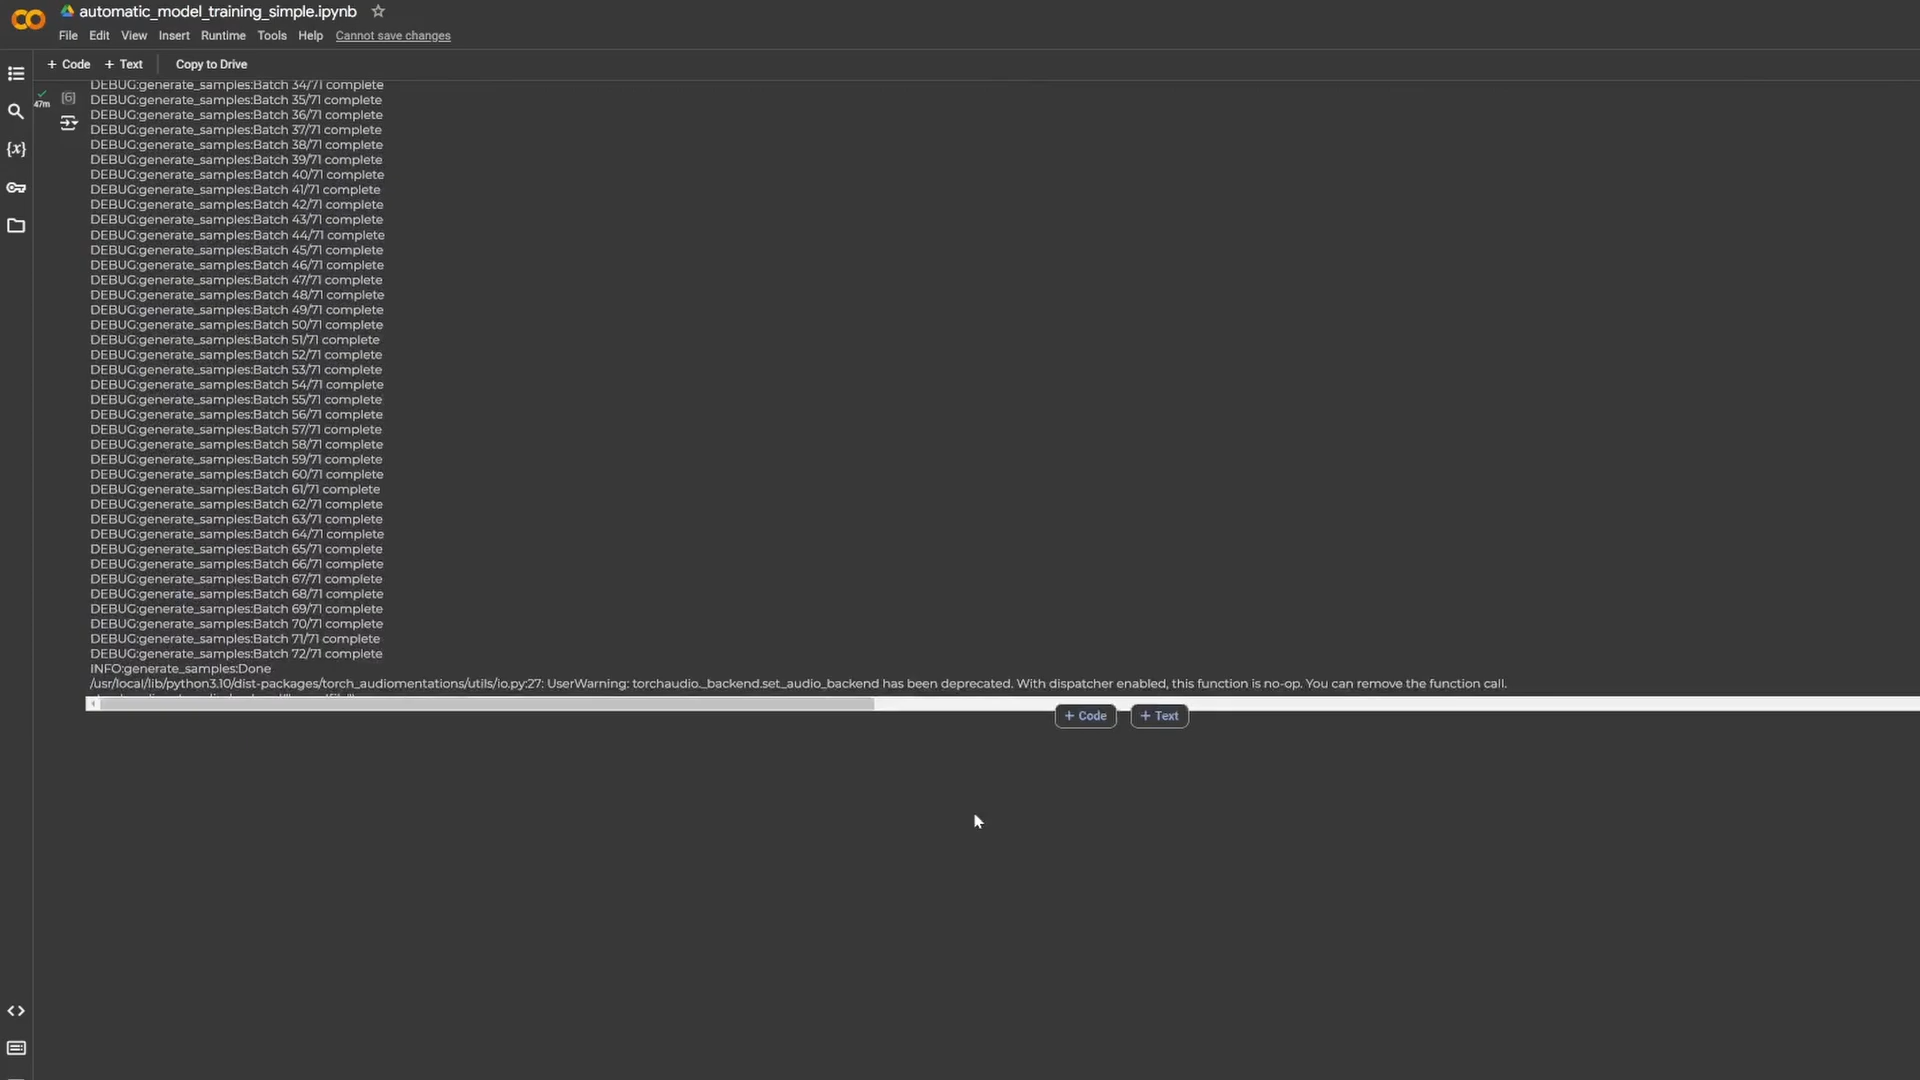 automatic_model_training_simple.ipynb
File Edit View Insert Runtime Tools Help Cannot save changes
+ Code + Text Copy to Drive
47m
[6]
{x}
DEBUG:generate_samples:Batch 34/71 complete
DEBUG:generate_samples:Batch 35/71 complete
DEBUG:generate_samples:Batch 36/71 complete
DEBUG:generate_samples:Batch 37/71 complete
DEBUG:generate_samples:Batch 38/71 complete
DEBUG:generate_samples:Batch 39/71 complete
DEBUG:generate_samples:Batch 40/71 complete
DEBUG:generate_samples:Batch 41/71 complete
DEBUG:generate_samples:Batch 42/71 complete
DEBUG:generate_samples:Batch 43/71 complete
DEBUG:generate_samples:Batch 44/71 complete
DEBUG:generate_samples:Batch 45/71 complete
DEBUG:generate_samples:Batch 46/71 complete
DEBUG:generate_samples:Batch 47/71 complete
DEBUG:generate_samples:Batch 48/71 complete
DEBUG:generate_samples:Batch 49/71 complete
DEBUG:generate_samples:Batch 50/71 complete
DEBUG:generate_samples:Batch 51/71 complete
DEBUG:generate_samples:Batch 52/71 complete
DEBUG:generate_samples:Batch 53/71 complete
DEBUG:generate_samples:Batch 54/71 complete
DEBUG:generate_samples:Batch 55/71 complete
DEBUG:generate_samples:Batch 56/71 complete
DEBUG:generate_samples:Batch 57/71 complete
DEBUG:generate_samples:Batch 58/71 complete
DEBUG:generate_samples:Batch 59/71 complete
DEBUG:generate_samples:Batch 60/71 complete
DEBUG:generate_samples:Batch 61/71 complete
DEBUG:generate_samples:Batch 62/71 complete
DEBUG:generate_samples:Batch 63/71 complete
DEBUG:generate_samples:Batch 64/71 complete
DEBUG:generate_samples:Batch 65/71 complete
DEBUG:generate_samples:Batch 66/71 complete
DEBUG:generate_samples:Batch 67/71 complete
DEBUG:generate_samples:Batch 68/71 complete
DEBUG:generate_samples:Batch 69/71 complete
DEBUG:generate_samples:Batch 70/71 complete
DEBUG:generate_samples:Batch 71/71 complete
DEBUG:generate_samples:Batch 72/71 complete
INFO:generate_samples:Done
/usr/local/lib/python3.10/dist-packages/torch_audiomentations/utils/io.py:27: UserWarning: torchaudio._backend.set_audio_backend has been deprecated. With dispatcher enabled, this function is no-op. You can remove the function call.
+ Code + Text